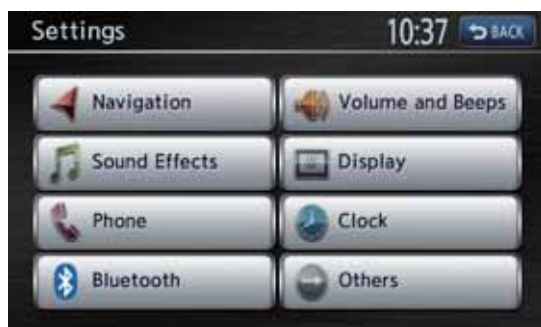 Settings 10:37 BACK
Navigation Volume and Beeps
Sound Effects Display
Phone Clock
Bluetooth Others